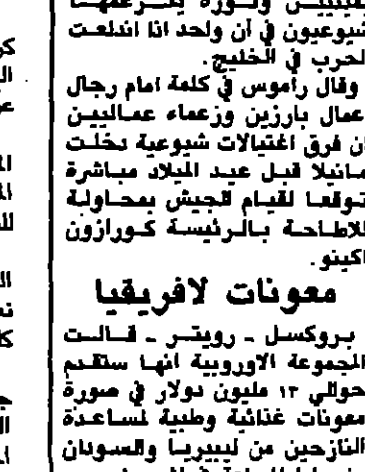 شيوعيون في آن واحد اذا اندلعت
الحرب في الخليج.
وقال راموس في كلمة امام رجال
عمال بارزين وزعماء عماليين
ان فرق اغتيالات شيوعية دخلت
مانيلا قبل عيد الميلاد مباشرة
توقعا لقيام الجيش بمحاولة
للاطاحة بالرئيسة كورازون
اكينو.
معونات لافريقيا
بروكسل ـ رويتر ـ قالت
المجموعة الاوروبية انها ستقدم
حوالي ١٣ مليون دولار في صورة
معونات غذائية وطبية لمساعدة
النازحين من ليبيريا والسودان